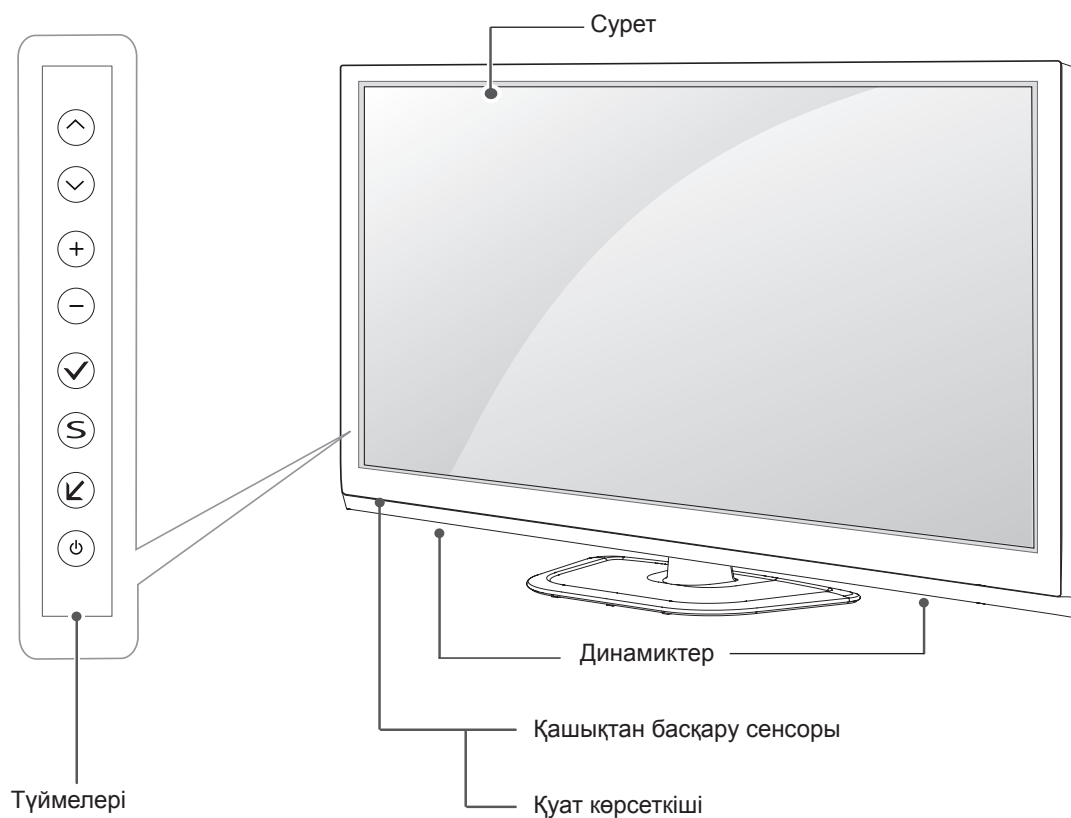 Сурет
S
Динамиктер
Қашықтан басқару сенсоры
Түймелері
Қуат көрсеткіші